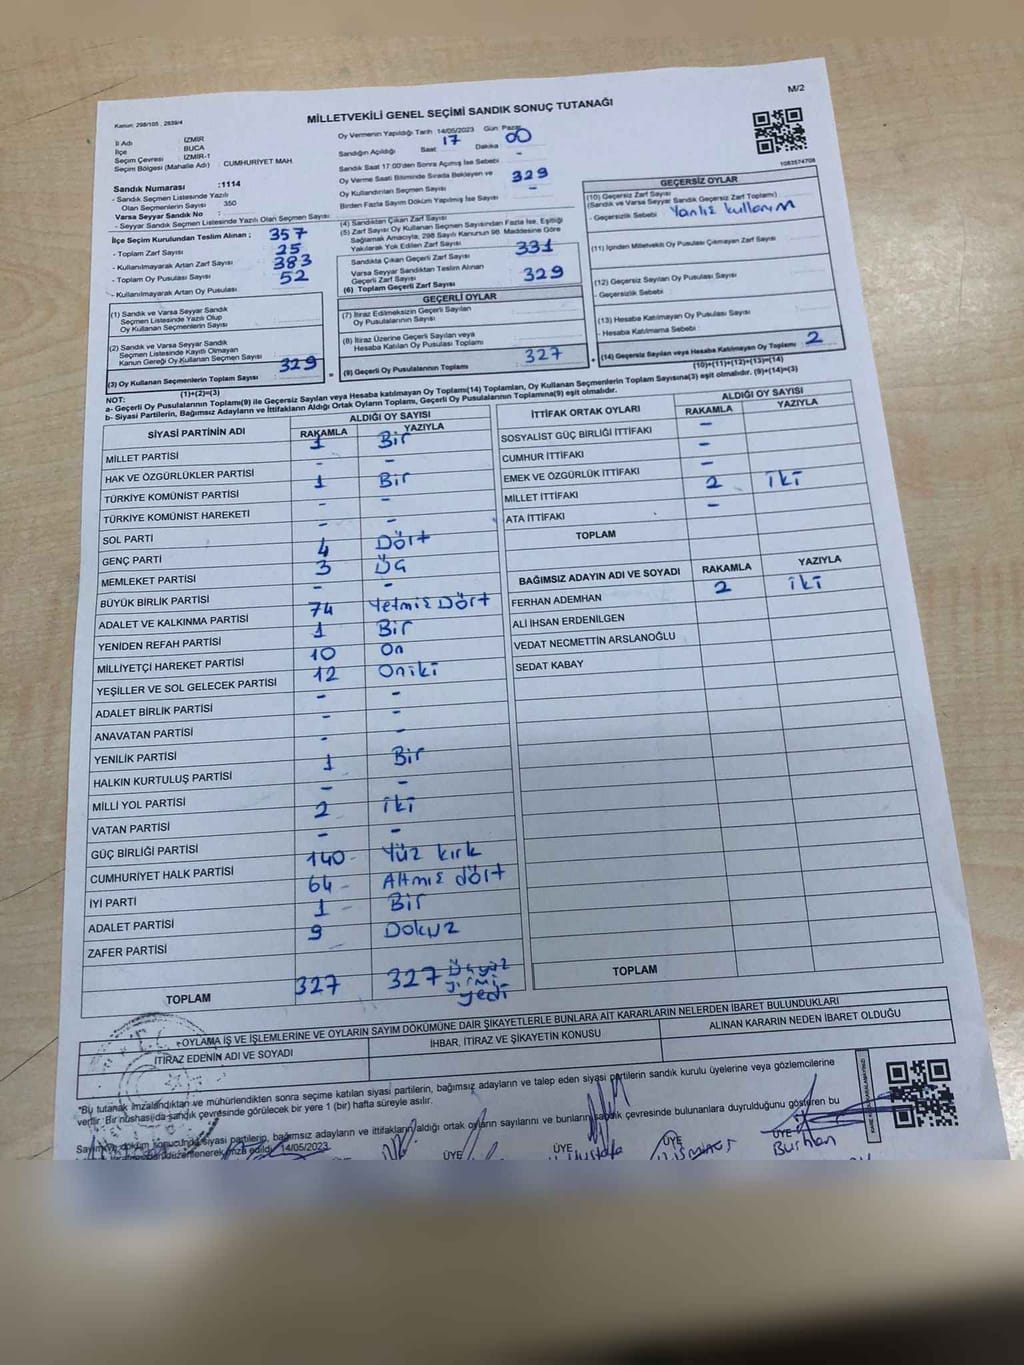 M/2
MİLLETVEKİLİ GENEL SEÇİMİ SANDIK SONUÇ TUTANAĞI
Kanun: 298/105 , 2839/4
İl Adı : İZMİR
İlçe : BUCA
Seçim Çevresi : İZMİR-1
Seçim Bölgesi (Mahalle Adı) : CUMHURİYET MAH.
Sandık Numarası :1114
- Sandık Seçmen Listesinde Yazılı
Olan Seçmenlerin Sayısı 350
Varsa Seyyar Sandık No :
- Seyyar Sandık Seçmen Listesinde Yazılı Olan Seçmen Sayısı
İlçe Seçim Kurulundan Teslim Alınan ;
- Toplam Zarf Sayısı 357
- Kullanılmayarak Artan Zarf Sayısı 25
- Toplam Oy Pusulası Sayısı 383
- Kullanılmayarak Artan Oy Pusulası 52
(1) Sandık ve Varsa Seyyar Sandık
Seçmen Listesinde Yazılı Olup
Oy Kullanan Seçmenlerin Sayısı
(2) Sandık ve Varsa Seyyar Sandık
Seçmen Listesinde Kayıtlı Olmayan
Kanun Gereği Oy Kullanan Seçmen Sayısı
(3) Oy Kullanan Seçmenlerin Toplam Sayısı 329
(1)+(2)=(3)
Oy Vermenin Yapıldığı Tarih 14/05/2023 Gün Pazar
Sandığın Açıldığı Saat 17 Dakika 00
Sandık Saat 17:00'den Sonra Açılmış İse Sebebi -
Oy Verme Saati Bitiminde Sırada Bekleyen ve
Oy Kullandırılan Seçmen Sayısı 329
Birden Fazla Sayım Döküm Yapılmış İse Sayısı -
(4) Sandıktan Çıkan Zarf Sayısı
(5) Zarf Sayısı Oy Kullanan Seçmen Sayısından Fazla İse, Eşitliği
Sağlamak Amacıyla, 298 Sayılı Kanunun 98. Maddesine Göre
Yakılarak Yok Edilen Zarf Sayısı
Sandıkta Çıkan Geçerli Zarf Sayısı 331
Varsa Seyyar Sandıktan Teslim Alınan
Geçerli Zarf Sayısı
(6) Toplam Geçerli Zarf Sayısı 329
GEÇERLİ OYLAR
(7) İtiraz Edilmeksizin Geçerli Sayılan
Oy Pusulalarının Sayısı
(8) İtiraz Üzerine Geçerli Sayılan veya
Hesaba Katılan Oy Pusulası Toplamı
(9) Geçerli Oy Pusulalarının Toplamı 327
1083574708
GEÇERSİZ OYLAR
(10) Geçersiz Zarf Sayısı
(Sandık ve Varsa Seyyar Sandık Geçersiz Zarf Toplamı)
- Geçersiz Sebebi Yanlış kullanım
(11) İçinden Milletvekili Oy Pusulası Çıkmayan Zarf Sayısı
(12) Geçersiz Sayılan Oy Pusulası Sayısı
- Geçersizlik Sebebi
(13) Hesaba Katılmayan Oy Pusulası Sayısı
- Hesaba Katılmama Sebebi
(14) Geçersiz Sayılan veya Hesaba Katılmayan Oy Toplamı 2
(10)+(11)+(12)+(13)=(14)
NOT:
a- Geçerli Oy Pusulalarının Toplamı(9) ile Geçersiz Sayılan veya Hesaba Katılmayan Oy Toplamı(14) Toplamları, Oy Kullanan Seçmenlerin Toplam Sayısına(3) eşit olmalıdır. (9)+(14)=(3)
b- Siyasi Partilerin, Bağımsız Adayların ve İttifakların Aldığı Ortak Oyların Toplamı, Geçerli Oy Pusulalarının Toplamına(9) eşit olmalıdır.
SİYASİ PARTİNİN ADI ALDIĞI OY SAYISI
RAKAMLA YAZIYLA
MİLLET PARTİSİ 1 Bir
HAK VE ÖZGÜRLÜKLER PARTİSİ - -
TÜRKİYE KOMÜNİST PARTİSİ 1 Bir
TÜRKİYE KOMÜNİST HAREKETİ - -
SOL PARTİ - -
GENÇ PARTİ 4 Dört
MEMLEKET PARTİSİ 3 Üç
BÜYÜK BİRLİK PARTİSİ - -
ADALET VE KALKINMA PARTİSİ 74 Yetmiş Dört
YENİDEN REFAH PARTİSİ 1 Bir
MİLLİYETÇİ HAREKET PARTİSİ 10 On
YEŞİLLER VE SOL GELECEK PARTİSİ 12 Oniki
ADALET BİRLİK PARTİSİ - -
ANAVATAN PARTİSİ - -
YENİLİK PARTİSİ - -
HALKIN KURTULUŞ PARTİSİ 1 Bir
MİLLİ YOL PARTİSİ - -
VATAN PARTİSİ 2 iki
GÜÇ BİRLİĞİ PARTİSİ - -
CUMHURİYET HALK PARTİSİ 140 - Yüz kırk
İYİ PARTİ 64 - Altmış dört
ADALET PARTİSİ 1 - Bir
ZAFER PARTİSİ 9 Dokuz
TOPLAM 327 327 Üçyüz yirmi yedi
İTTİFAK ORTAK OYLARI ALDIĞI OY SAYISI
RAKAMLA YAZIYLA
SOSYALİST GÜÇ BİRLİĞİ İTTİFAKI -
CUMHUR İTTİFAKI -
EMEK VE ÖZGÜRLÜK İTTİFAKI -
MİLLET İTTİFAKI 2 iki
ATA İTTİFAKI -
TOPLAM
BAĞIMSIZ ADAYIN ADI VE SOYADI RAKAMLA YAZIYLA
FERHAN ADEMHAN 2 iki
ALİ İHSAN ERDENİLGEN
VEDAT NECMETTİN ARSLANOĞLU
SEDAT KABAY
TOPLAM
OYLAMA İŞ VE İŞLEMLERİNE VE OYLARIN SAYIM DÖKÜMÜNE DAİR ŞİKAYETLERLE BUNLARA AİT KARARLARIN NELERDEN İBARET BULUNDUKLARI
İTİRAZ EDENİN ADI VE SOYADI İHBAR, İTİRAZ VE ŞİKAYETİN KONUSU ALINAN KARARIN NEDEN İBARET OLDUĞU
*Bu tutanak imzalandıktan ve mühürlendikten sonra seçime katılan siyasi partilerin, bağımsız adayların ve talep eden siyasi partilerin sandık kurulu üyelerine veya gözlemcilerine
verilir. Bir nüshası da sandık çevresinde görülecek bir yere 1 (bir) hafta süreyle asılır.
Sayım ve döküm sonucunda siyasi partilerin, bağımsız adayların ve ittifakların aldığı ortak oyların sayılarını ve bunların sandık çevresinde bulunanlara duyurulduğunu gösteren bu
düzenlenerek imza edildi. 14/05/2023
ÜYE ÜYE ÜYE ÜYE
Mustafa Burhan